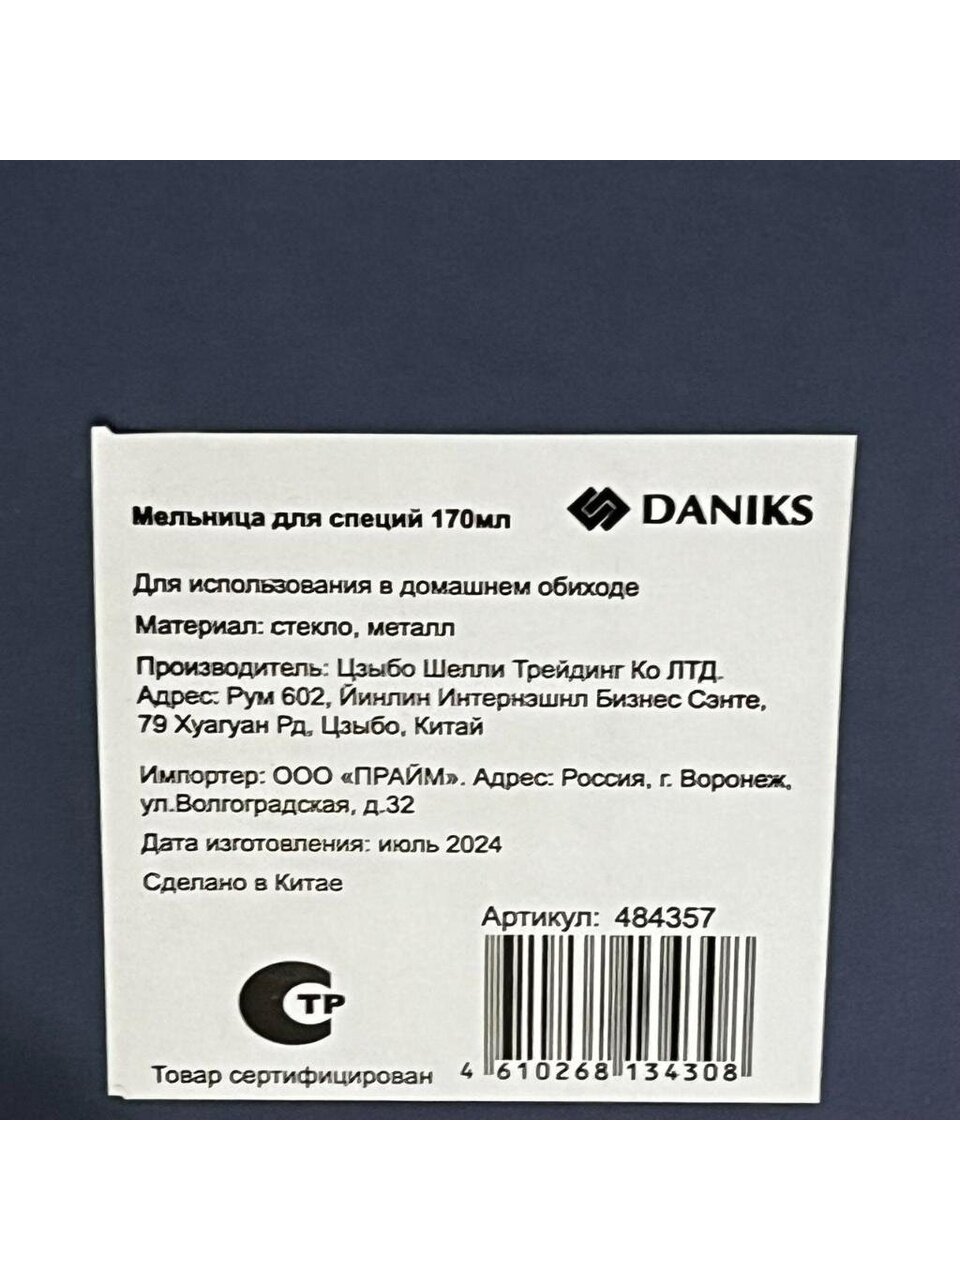 Мельница для специй 170мл
DANIKS
Для использования в домашнем обиходе
Материал: стекло, металл
Производитель: Цзыбо Шелли Трейдинг Ко ЛТД.
Адрес: Рум 602, Йинлин Интернэшнл Бизнес Сэнте,
79 Хуагуан Рд, Цзыбо, Китай
Импортер: ООО «ПРАЙМ». Адрес: Россия, г. Воронеж,
ул.Волгоградская, д.32
Дата изготовления: июль 2024
Сделано в Китае
Артикул: 484357
ТР
Товар сертифицирован
4 610268 134308